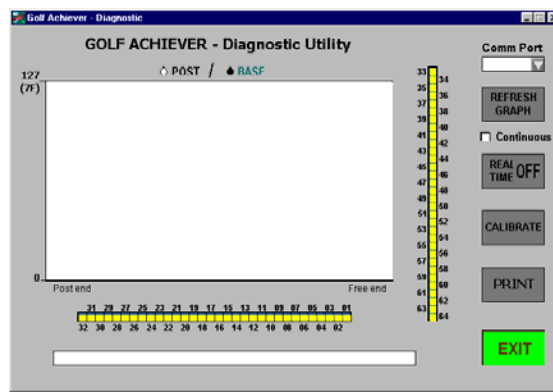 Golf Achiever - Diagnostic
GOLF ACHIEVER - Diagnostic Utility
POST / BASE
127
(7F)
0
Post end
Free end
31 29 27 25 23 21 19 17 15 13 11 09 07 05 03 01
32 30 28 26 24 22 20 18 16 14 12 10 08 06 04 02
33
34
35
36
37
38
39
40
41
42
43
44
45
46
47
48
49
50
51
52
53
54
55
56
57
58
59
60
61
62
63
64
Comm Port
REFRESH
GRAPH
Continuous
REAL
TIME OFF
CALIBRATE
PRINT
EXIT